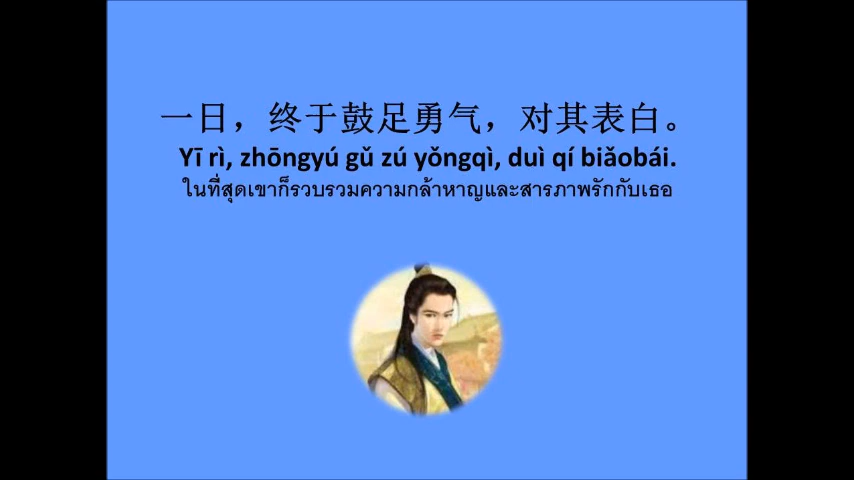 一日，终于鼓足勇气，对其表白。
Yī rì, zhōngyú gǔ zú yǒngqì, duì qí biǎobái.
ในที่สุดเขาก็รวบรวมความกล้าหาญและสารภาพรักกับเธอ